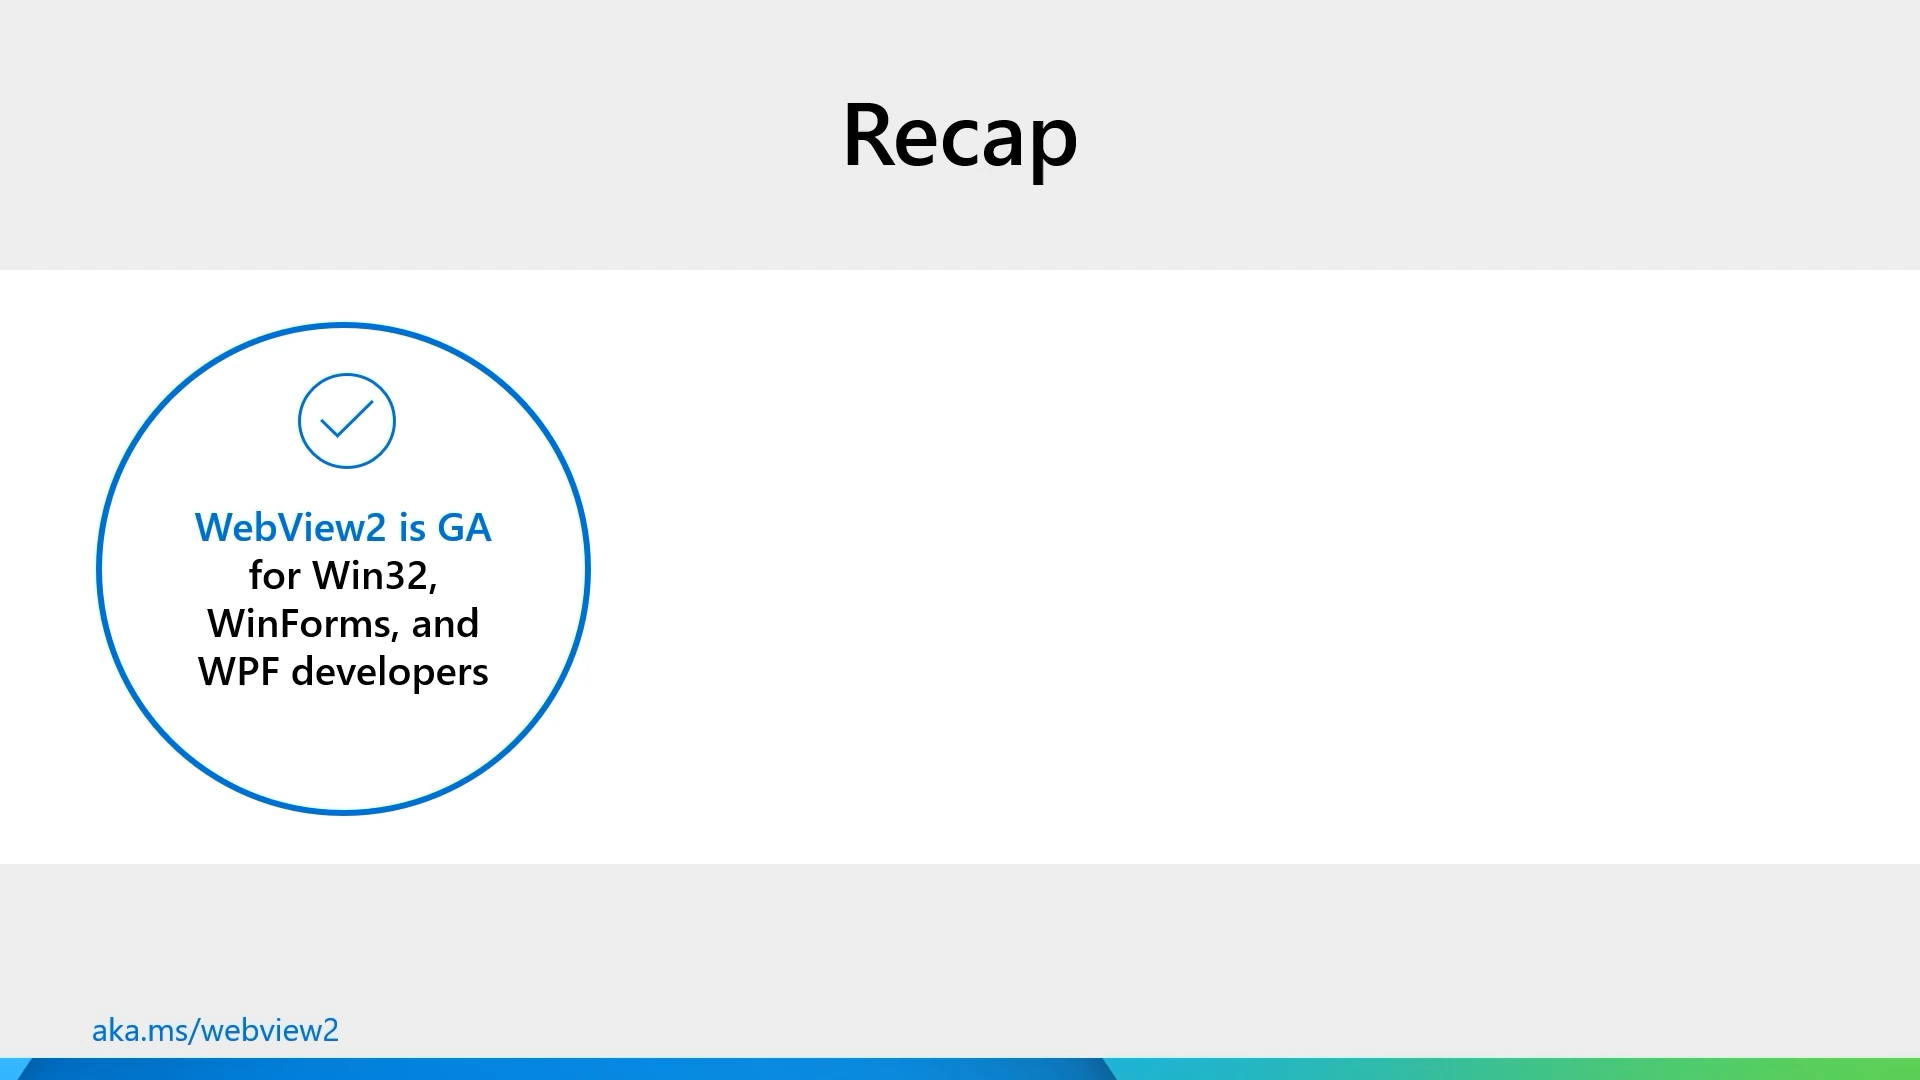 Recap
WebView2 is GA
for Win32,
WinForms, and
WPF developers
aka.ms/webview2